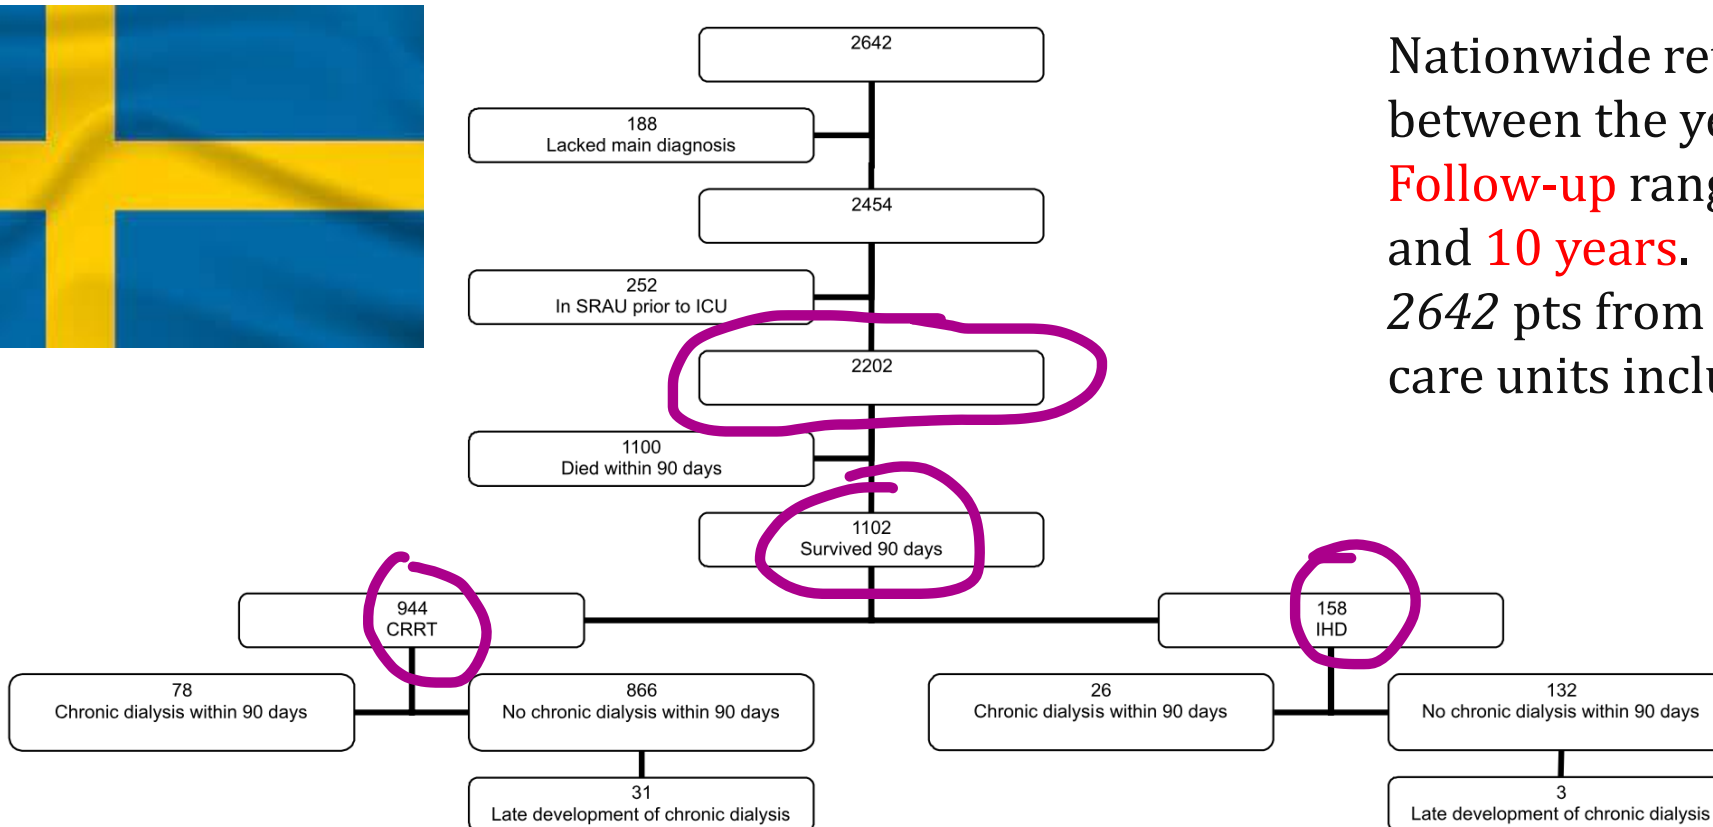 2642
188
Lacked main diagnosis
2454
252
In SRAU prior to ICU
2202
1100
Died within 90 days
1102
Survived 90 days
944
CRRT
158
IHD
78
Chronic dialysis within 90 days
866
No chronic dialysis within 90 days
26
Chronic dialysis within 90 days
132
No chronic dialysis within 90 days
31
Late development of chronic dialysis
3
Late development of chronic dialysis
Nationwide
between the
Follow-up
and 10 years.
2642 pts from
care units